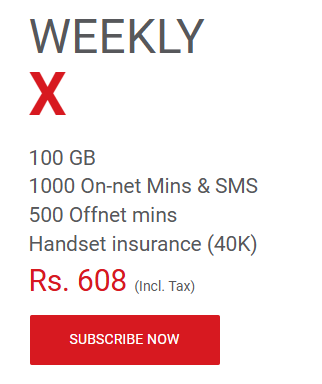 WEEKLY
X
100 GB
1000 On-net Mins & SMS
500 Offnet mins
Handset insurance (40K)
Rs. 608 (Incl. Tax)
SUBSCRIBE NOW